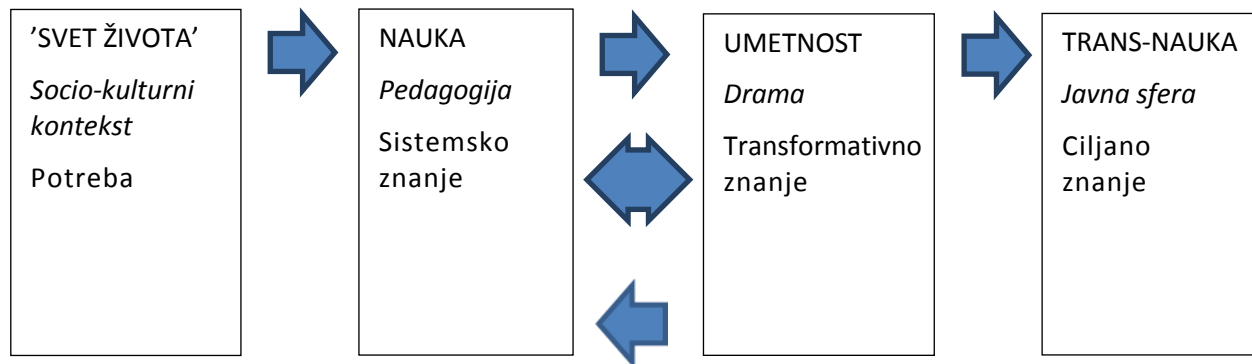 ’SVET ŽIVOTA’
Socio-kulturni
kontekst
Potreba
NAUKA
Pedagogija
Sistemsko
znanje
UMETNOST
Drama
Transformativno
znanje
TRANS-NAUKA
Javna sfera
Ciljano
znanje